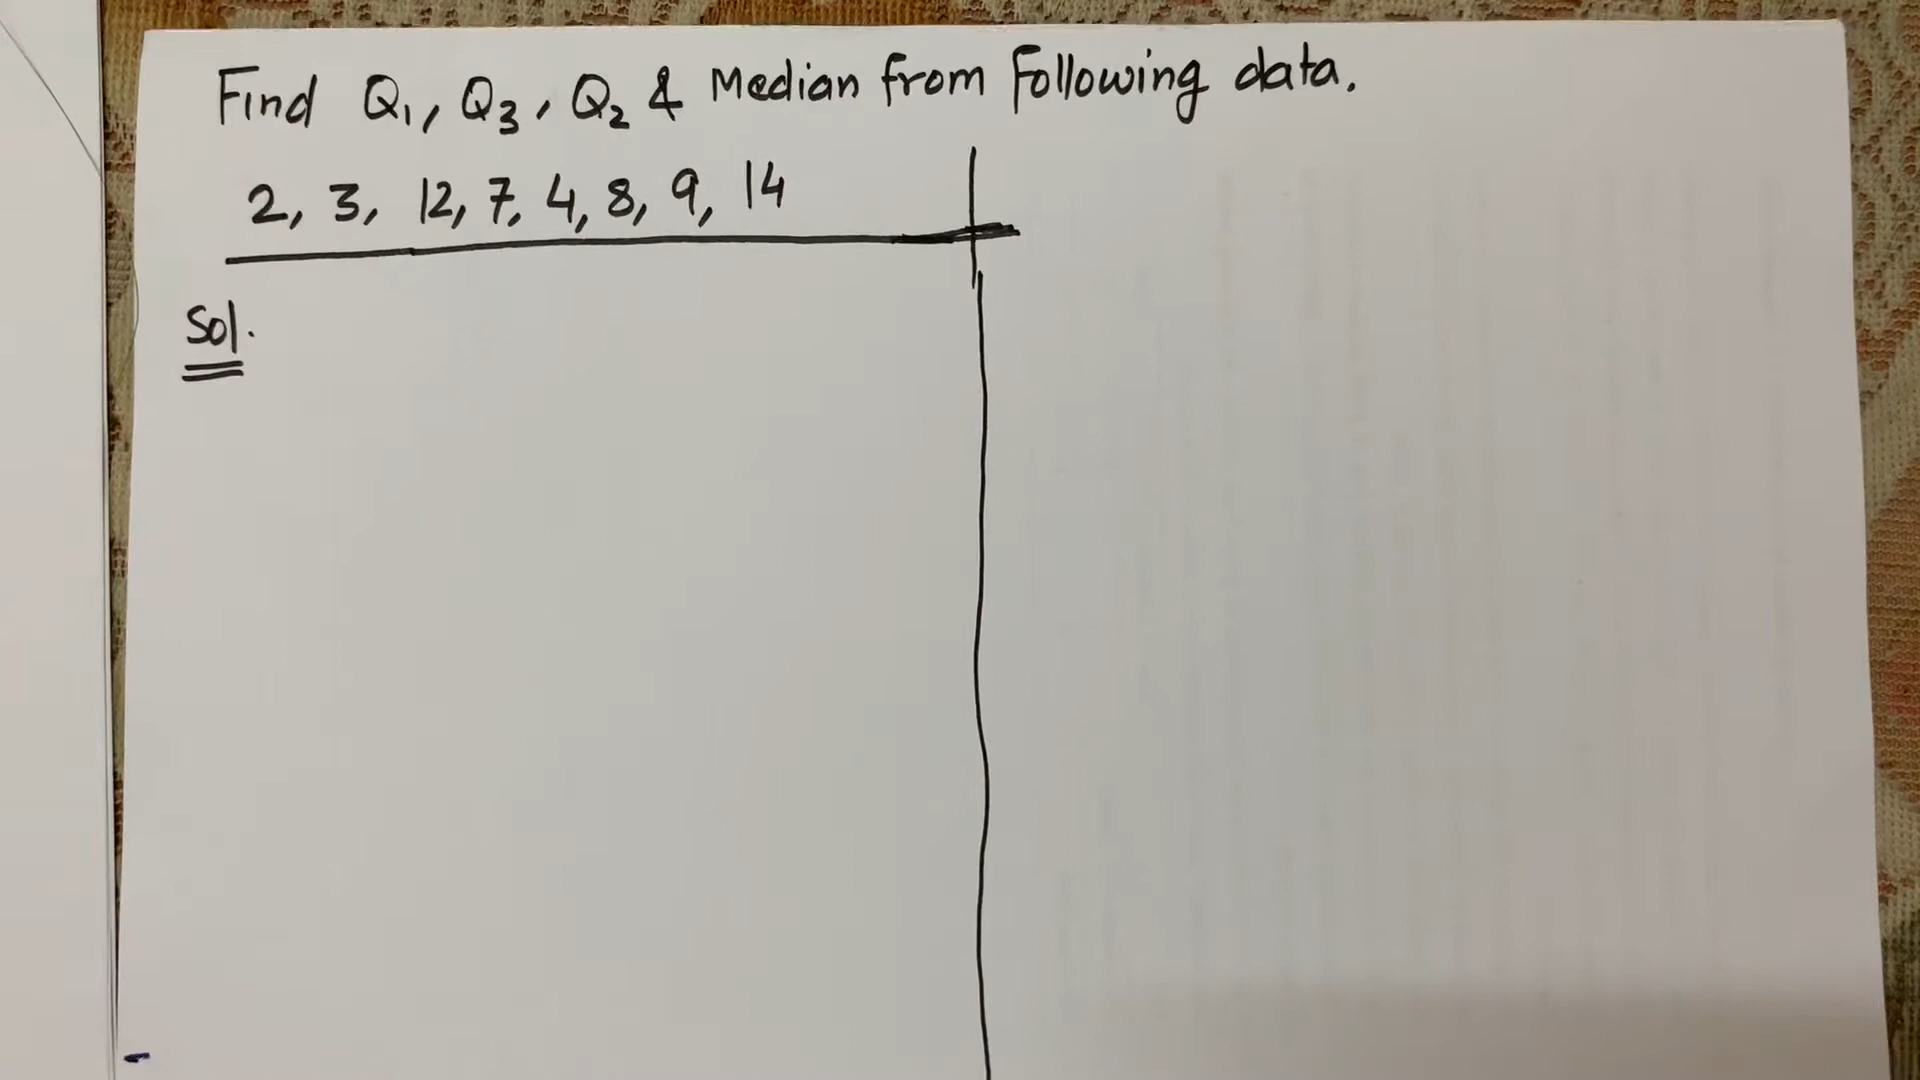 Find Q₁, Q₃, Q₂ & Median from Following data.
2, 3, 12, 7, 4, 8, 9, 14
Sol.